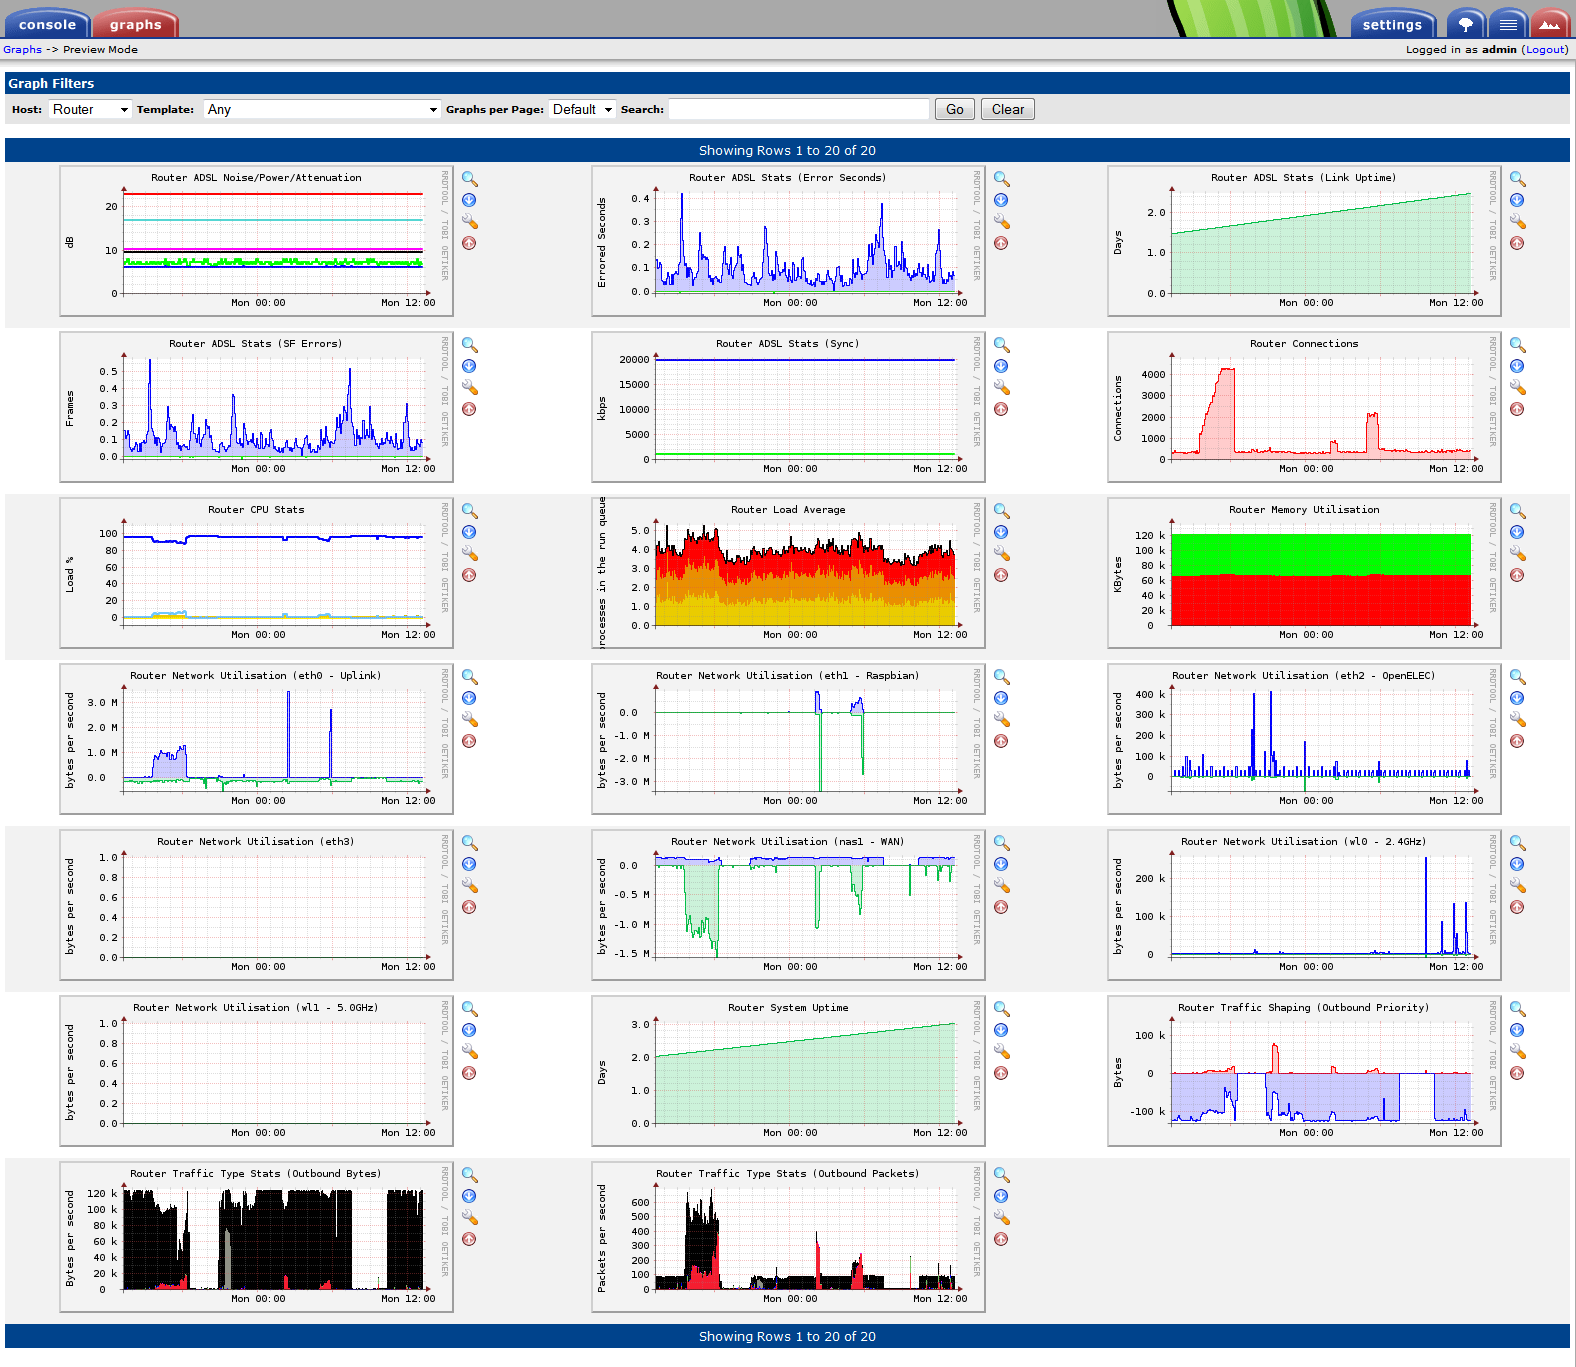 console graphs settings
Graphs -> Preview Mode Logged in as admin (Logout)
Graph Filters
Host: Router Template: Any Graphs per Page: Default Search: Go Clear
Showing Rows 1 to 20 of 20
Router ADSL Noise/Power/Attenuation
dB
20
10
0
Mon 00:00 Mon 12:00
RRDTOOL / TOBI OETIKER
Router ADSL Stats (Error Seconds)
Errored Seconds
0.4
0.3
0.2
0.1
0.0
Mon 00:00 Mon 12:00
RRDTOOL / TOBI OETIKER
Router ADSL Stats (Link Uptime)
Days
2.0
1.0
0.0
Mon 00:00 Mon 12:00
RRDTOOL / TOBI OETIKER
Router ADSL Stats (SF Errors)
Frames
0.5
0.4
0.3
0.2
0.1
0.0
Mon 00:00 Mon 12:00
RRDTOOL / TOBI OETIKER
Router ADSL Stats (Sync)
kbps
20000
15000
10000
5000
0
Mon 00:00 Mon 12:00
RRDTOOL / TOBI OETIKER
Router Connections
Connections
4000
3000
2000
1000
0
Mon 00:00 Mon 12:00
RRDTOOL / TOBI OETIKER
Router CPU Stats
Load %
100
80
60
40
20
0
Mon 00:00 Mon 12:00
RRDTOOL / TOBI OETIKER
Router Load Average
rocesses in the run queue
5.0
4.0
3.0
2.0
1.0
0.0
Mon 00:00 Mon 12:00
RRDTOOL / TOBI OETIKER
Router Memory Utilisation
KBytes
120 k
100 k
80 k
60 k
40 k
20 k
0
Mon 00:00 Mon 12:00
RRDTOOL / TOBI OETIKER
Router Network Utilisation (eth0 - Uplink)
bytes per second
3.0 M
2.0 M
1.0 M
0.0
Mon 00:00 Mon 12:00
RRDTOOL / TOBI OETIKER
Router Network Utilisation (eth1 - Raspbian)
bytes per second
0.0
-1.0 M
-2.0 M
-3.0 M
Mon 00:00 Mon 12:00
RRDTOOL / TOBI OETIKER
Router Network Utilisation (eth2 - OpenELEC)
bytes per second
400 k
300 k
200 k
100 k
0
Mon 00:00 Mon 12:00
RRDTOOL / TOBI OETIKER
Router Network Utilisation (eth3)
bytes per second
1.0
0.8
0.6
0.4
0.2
0.0
Mon 00:00 Mon 12:00
RRDTOOL / TOBI OETIKER
Router Network Utilisation (nas1 - WAN)
bytes per second
0.0
-0.5 M
-1.0 M
-1.5 M
Mon 00:00 Mon 12:00
RRDTOOL / TOBI OETIKER
Router Network Utilisation (wl0 - 2.4GHz)
bytes per second
200 k
100 k
0
Mon 00:00 Mon 12:00
RRDTOOL / TOBI OETIKER
Router Network Utilisation (wl1 - 5.0GHz)
bytes per second
1.0
0.8
0.6
0.4
0.2
0.0
Mon 00:00 Mon 12:00
RRDTOOL / TOBI OETIKER
Router System Uptime
Days
3.0
2.0
1.0
0.0
Mon 00:00 Mon 12:00
RRDTOOL / TOBI OETIKER
Router Traffic Shaping (Outbound Priority)
Bytes
100 k
0
-100 k
Mon 00:00 Mon 12:00
RRDTOOL / TOBI OETIKER
Router Traffic Type Stats (Outbound Bytes)
Bytes per second
120 k
100 k
80 k
60 k
40 k
20 k
0
Mon 00:00 Mon 12:00
RRDTOOL / TOBI OETIKER
Router Traffic Type Stats (Outbound Packets)
Packets per second
600
500
400
300
200
100
0
Mon 00:00 Mon 12:00
RRDTOOL / TOBI OETIKER
Showing Rows 1 to 20 of 20